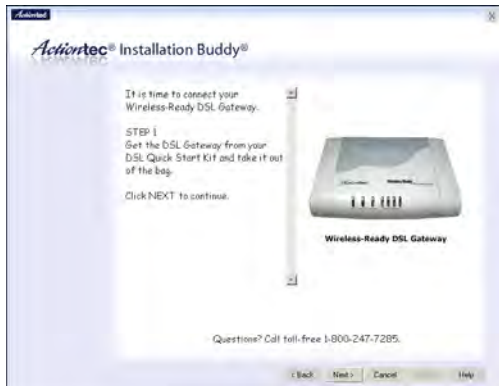 Actiontec
Actiontec® Installation Buddy®
It is time to connect your
Wireless-Ready DSL Gateway.
STEP 1
Get the DSL Gateway from your
DSL Quick Start Kit and take it out
of the bag.
Click NEXT to continue.
Wireless-Ready DSL Gateway
Questions? Call toll-free 1-800-247-7285.
< Back
Next >
Cancel
Help